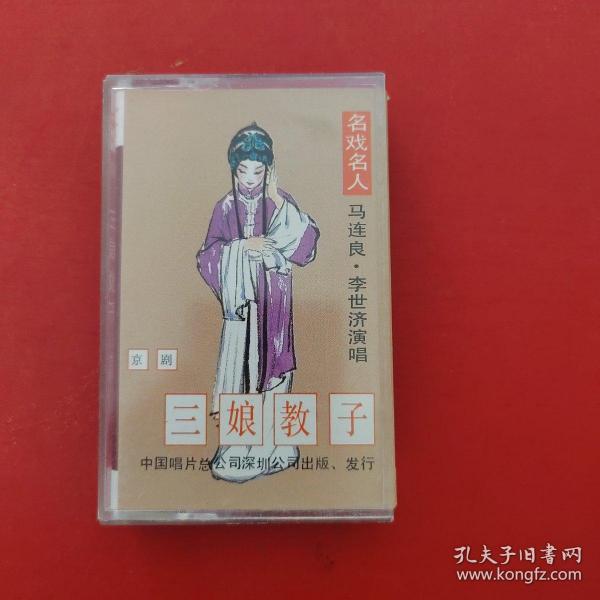 名戏名人
马连良·李世济演唱
京剧
三娘教子
中国唱片总公司深圳公司出版、发行
孔夫子旧书网
www.kongfz.com